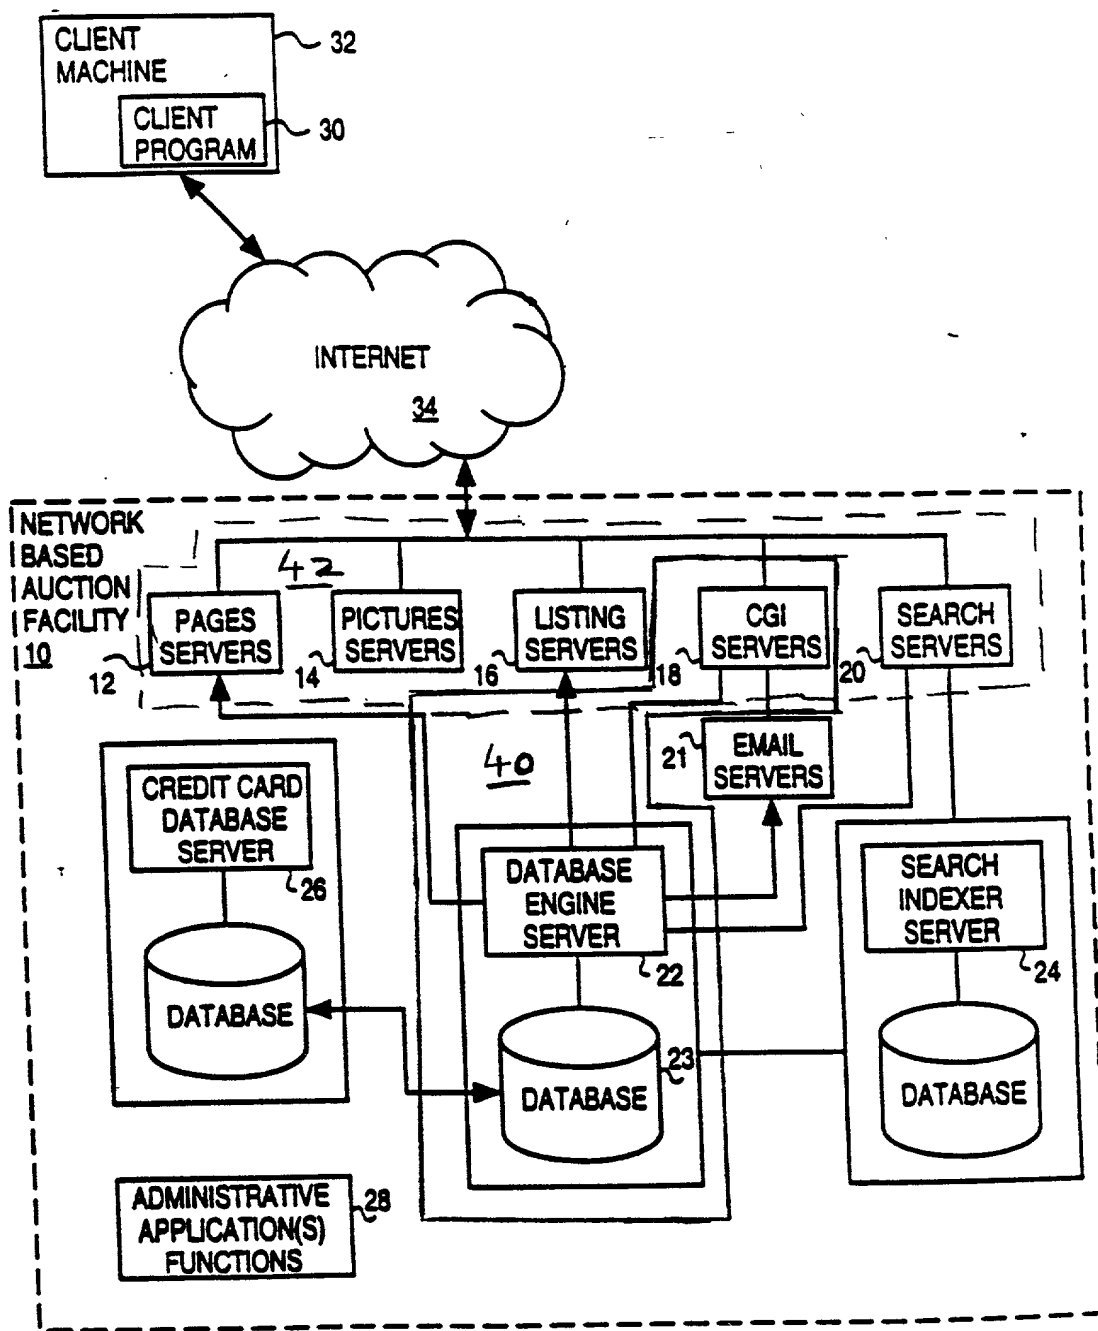 CLIENT
MACHINE
32
CLIENT
PROGRAM
30
INTERNET
34
NETWORK
BASED
AUCTION
FACILITY
10
42
PAGES
SERVERS
12
PICTURES
SERVERS
14
LISTING
SERVERS
16
CGI
SERVERS
18
SEARCH
SERVERS
20
40
21
EMAIL
SERVERS
CREDIT CARD
DATABASE
SERVER
26
DATABASE
ENGINE
SERVER
22
SEARCH
INDEXER
SERVER
24
DATABASE
DATABASE
23
DATABASE
ADMINISTRATIVE
APPLICATION(S)
FUNCTIONS
28